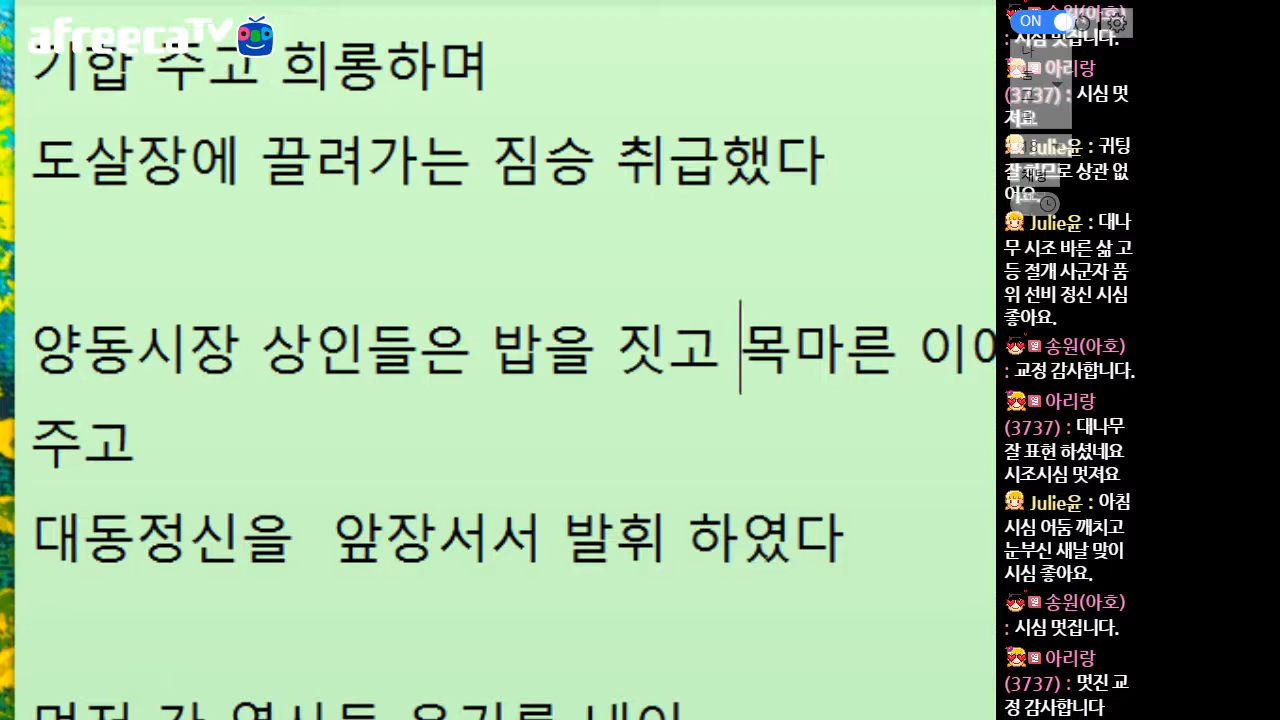 afreecaTV
기합 주고 희롱하며
도살장에 끌려가는 짐승 취급했다
양동시장 상인들은 밥을 짓고 목마른 이
주고
대동정신을  앞장서서 발휘 하였다
송원(아호)
: 시심 멋집니다.
아리랑
(3737) : 시심 멋
져요
Julie윤 : 귀팅
잘 하므로 상관 없
어요.
Julie윤 : 대나
무 시조 바른 삶 고
등 절개 사군자 품
위 선비 정신 시심
좋아요.
송원(아호)
: 교정 감사합니다.
아리랑
(3737) : 대나무
잘 표현 하셨네요
시조시심 멋져요
Julie윤 : 아침
시심 어둠 깨치고
눈부신 새날 맞이
시심 좋아요.
송원(아호)
: 시심 멋집니다.
아리랑
(3737) : 멋진 교
정 감사합니다
ON
채팅